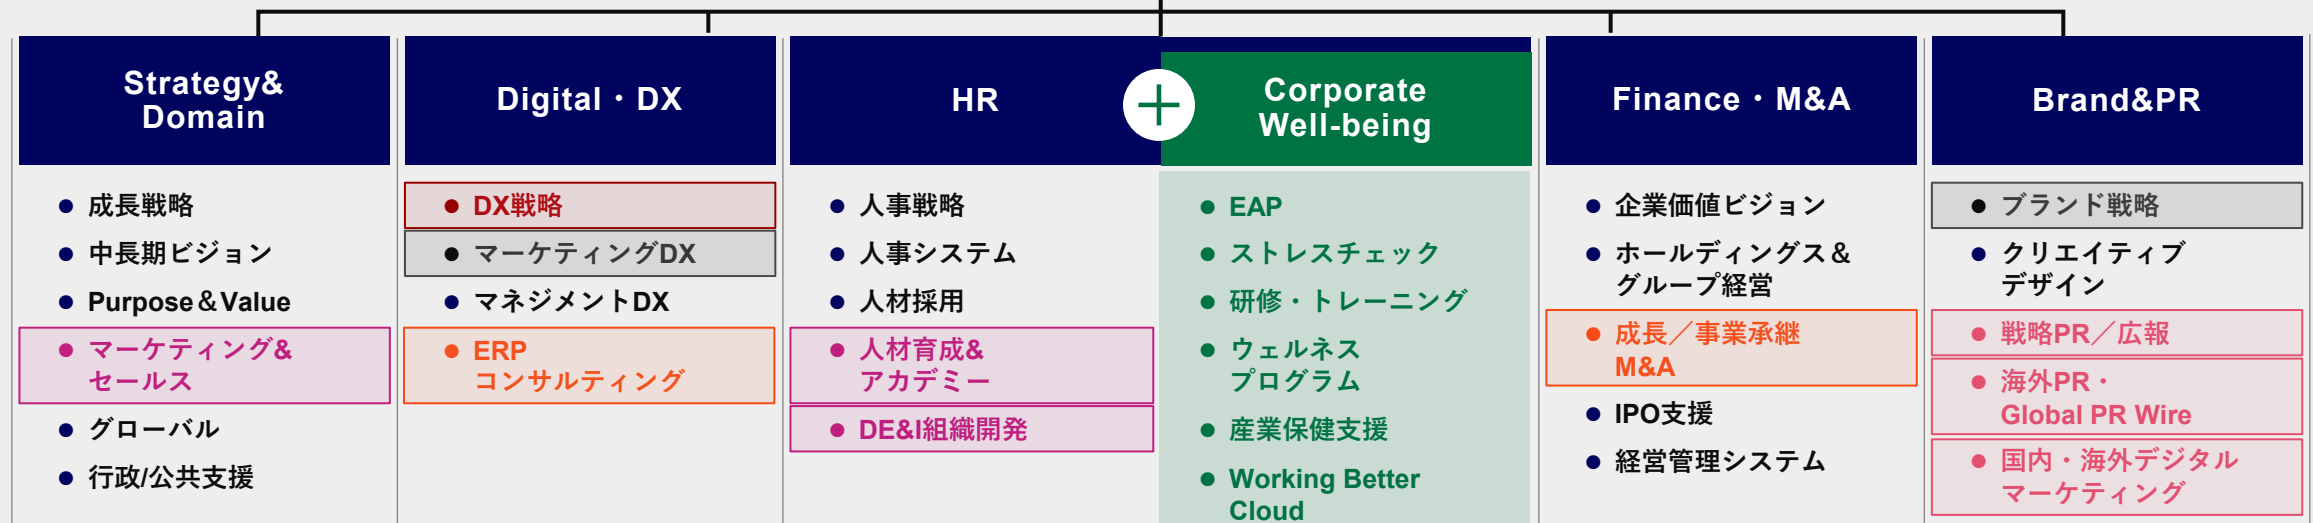 Strategy&
Domain
成長戦略
中長期ビジョン
Purpose＆Value
マーケティング&
セールス
グローバル
行政/公共支援
Digital・DX
DX戦略
マーケティングDX
マネジメントDX
ERP
コンサルティング
HR
人事戦略
人事システム
人材採用
人材育成&
アカデミー
DE&I組織開発
Corporate
Well-being
EAP
ストレスチェック
研修・トレーニング
ウェルネス
プログラム
産業保健支援
Working Better
Cloud
Finance・M&A
企業価値ビジョン
ホールディングス＆
グループ経営
成長／事業承継
M&A
IPO支援
経営管理システム
Brand&PR
ブランド戦略
クリエイティブ
デザイン
戦略PR／広報
海外PR・
Global PR Wire
国内・海外デジタル
マーケティング